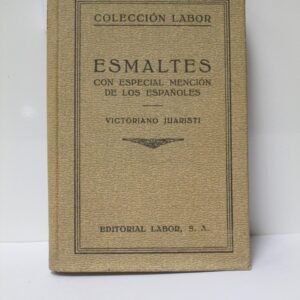 COLECCIÓN LABOR
ESMALTES
CON ESPECIAL MENCIÓN
DE LOS ESPAÑOLES
VICTORIANO JUARISTI
EDITORIAL LABOR, S. A.